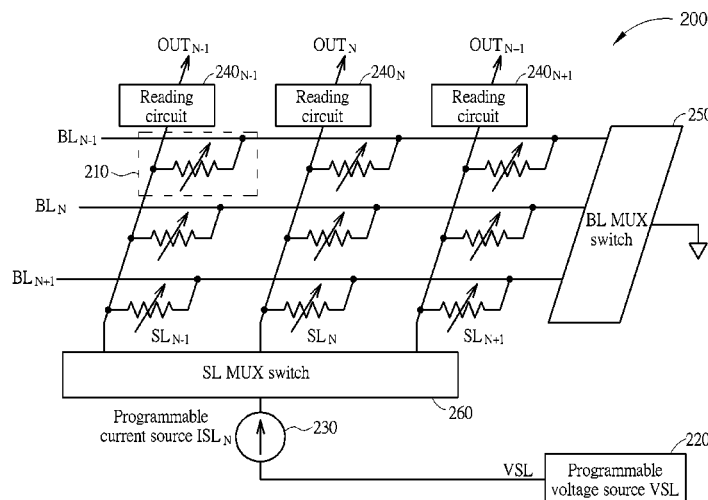 200
OUT_N-1 OUT_N OUT_N-1
240_N-1 240_N 240_N+1
Reading circuit
Reading circuit
Reading circuit
250
BL_N-1
210
BL_N
BL MUX switch
BL_N+1
SL_N-1 SL_N SL_N+1
SL MUX switch
260
Programmable current source ISL_N
230
220
VSL
Programmable voltage source VSL